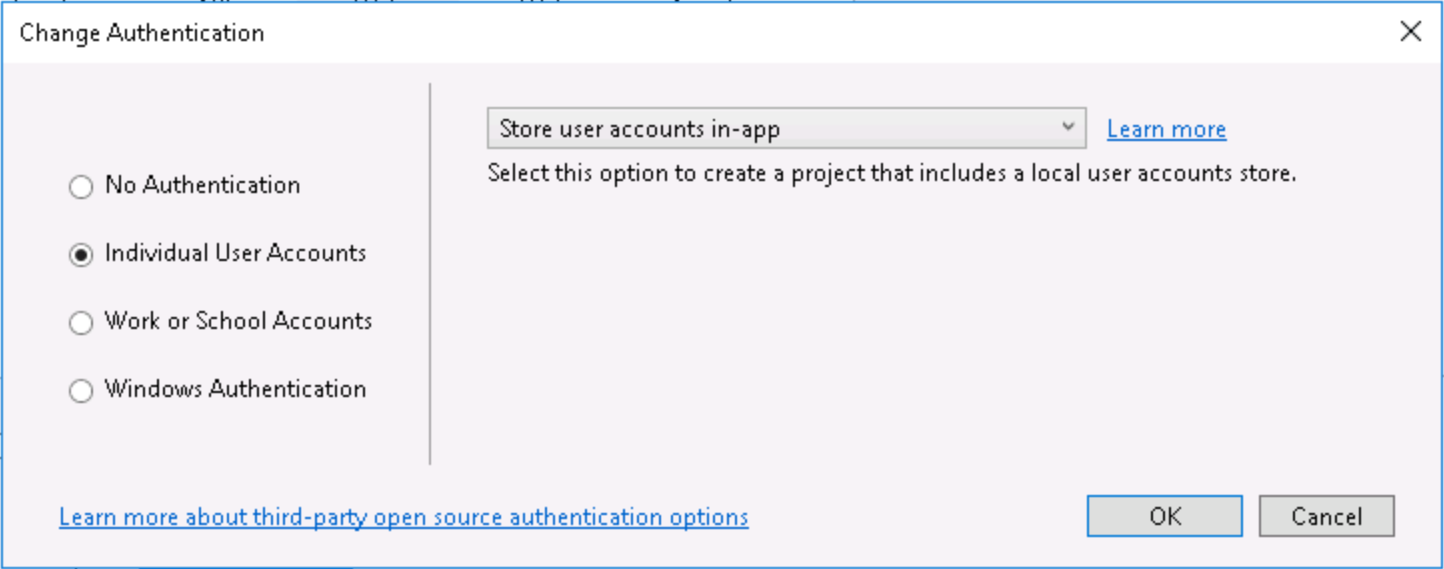 Change Authentication
Store user accounts in-app
Learn more
Select this option to create a project that includes a local user accounts store.
No Authentication
Individual User Accounts
Work or School Accounts
Windows Authentication
Learn more about third-party open source authentication options
OK
Cancel